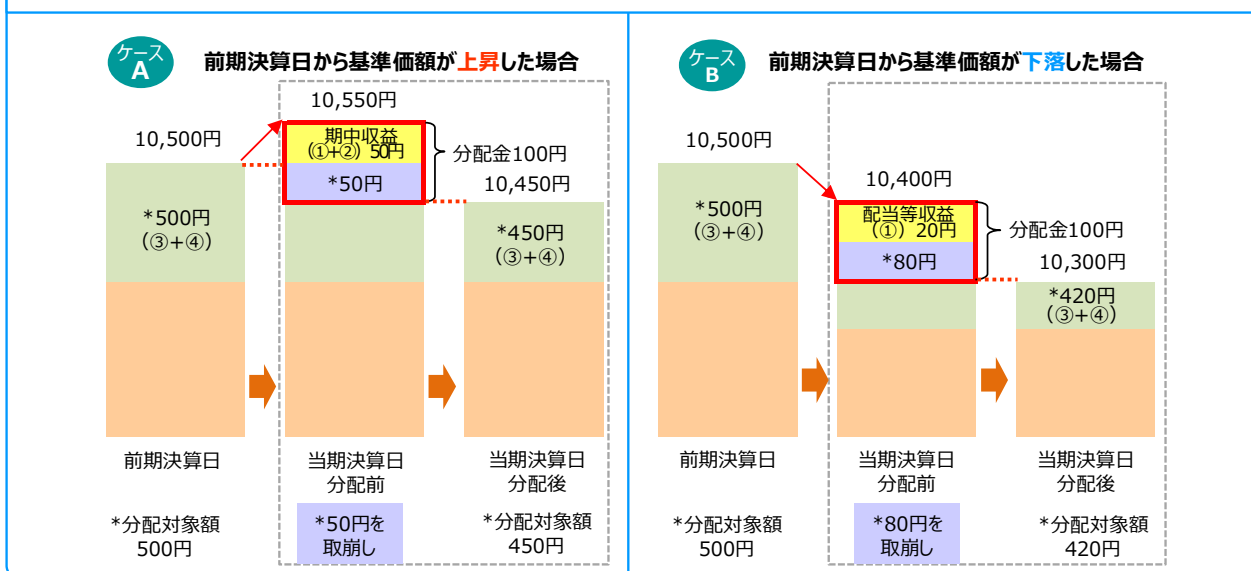 ケース
A
前期決算日から基準価額が上昇した場合
10,550円
10,500円
期中収益
(①+②) 50円
分配金100円
*50円
10,450円
*500円
(③+④)
*450円
(③+④)
前期決算日
当期決算日
分配前
当期決算日
分配後
*分配対象額
500円
*50円を
取崩し
*分配対象額
450円
ケース
B
前期決算日から基準価額が下落した場合
10,500円
10,400円
*500円
(③+④)
配当等収益
(①) 20円
分配金100円
*80円
10,300円
*420円
(③+④)
前期決算日
当期決算日
分配前
当期決算日
分配後
*分配対象額
500円
*80円を
取崩し
*分配対象額
420円